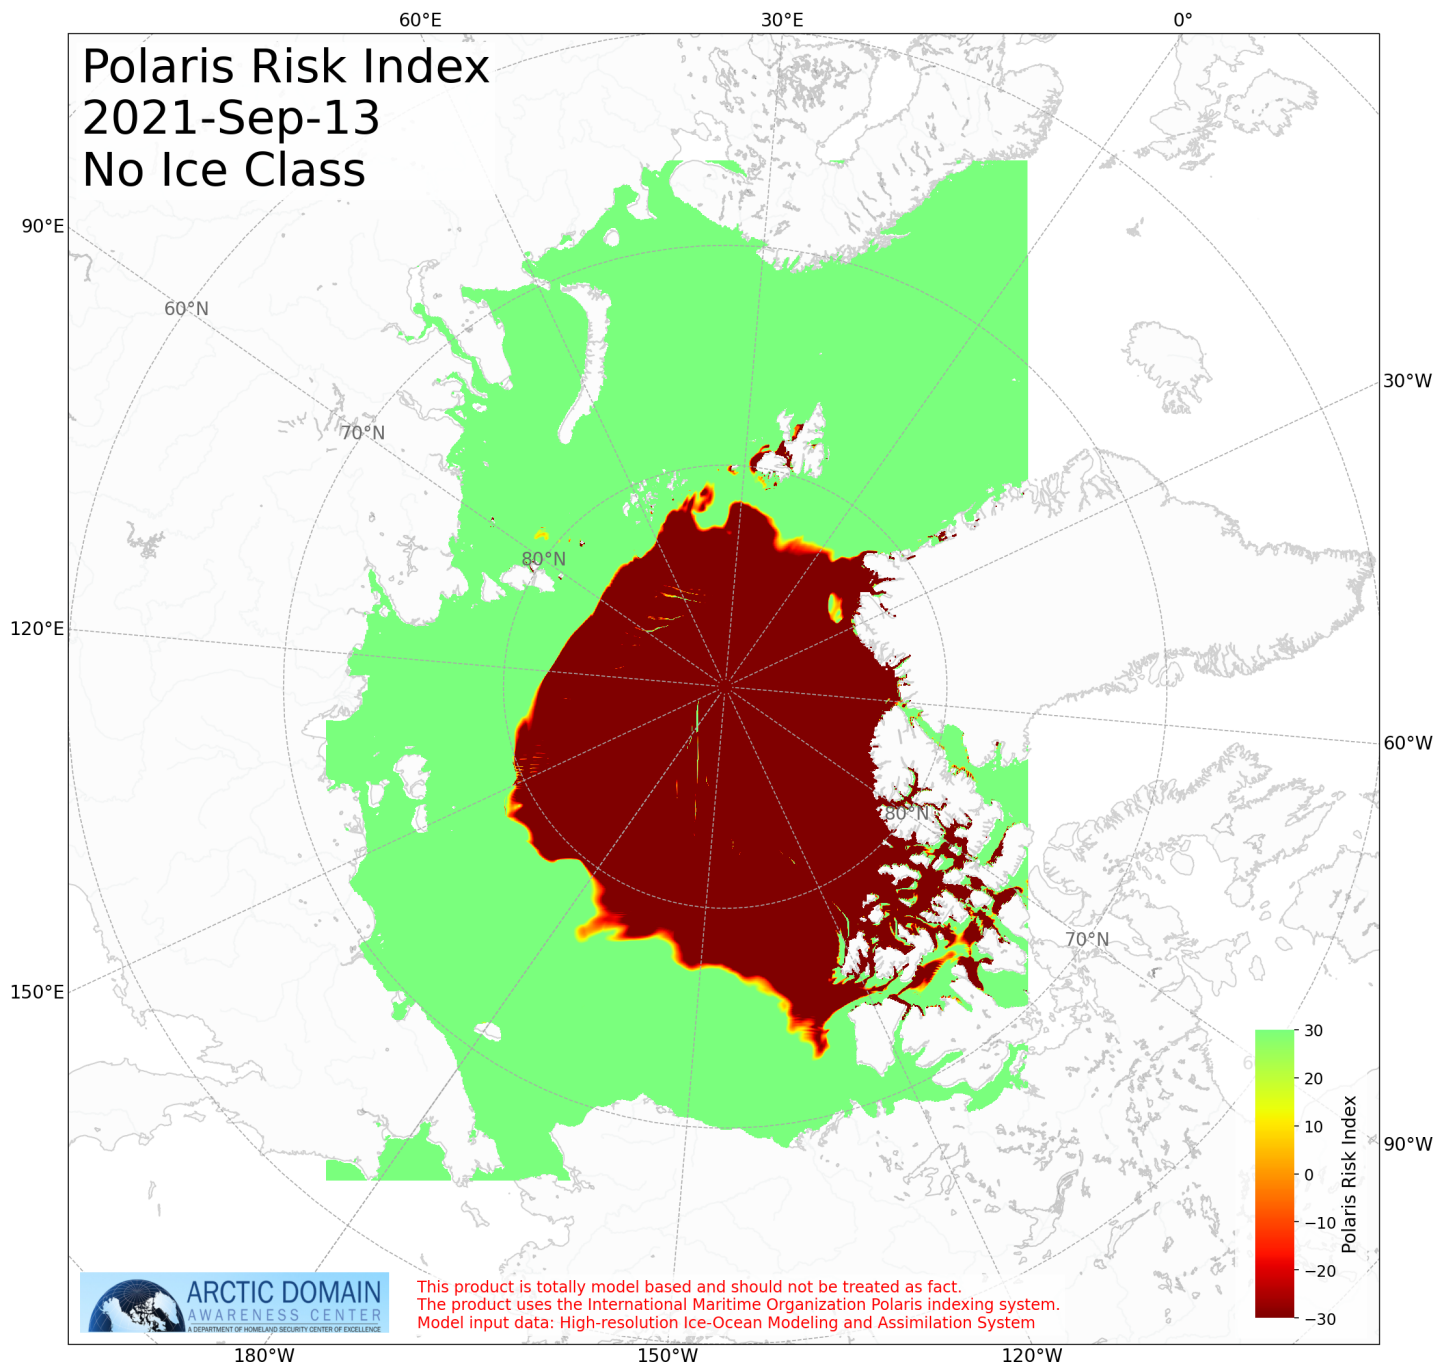 60°E
30°E
0°
Polaris Risk Index
2021-Sep-13
No Ice Class
90°E
60°N
30°W
70°N
80°N
120°E
60°W
80°N
70°N
150°E
30
20
10
0
−10
−20
−30
Polaris Risk Index
90°W
ARCTIC DOMAIN
AWARENESS CENTER
A DEPARTMENT OF HOMELAND SECURITY CENTER OF EXCELLENCE
This product is totally model based and should not be treated as fact.
The product uses the International Maritime Organization Polaris indexing system.
Model input data: High-resolution Ice-Ocean Modeling and Assimilation System
180°W
150°W
120°W